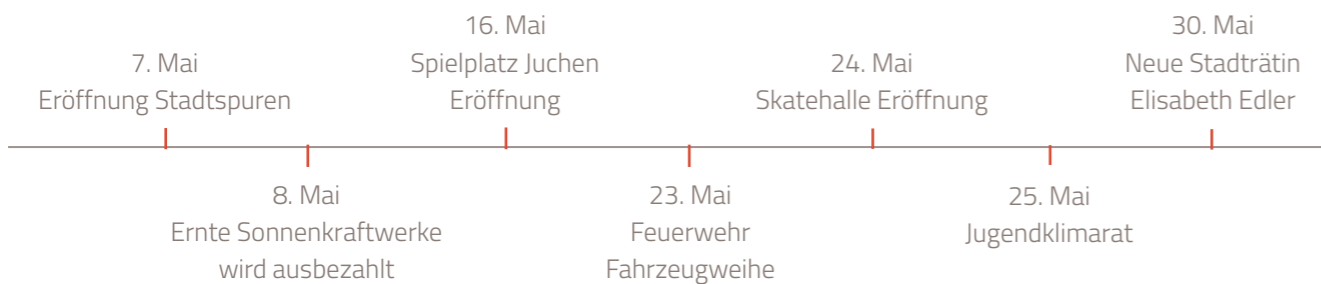 7. Mai
Eröffnung Stadtspuren
8. Mai
Ernte Sonnenkraftwerke
wird ausbezahlt
16. Mai
Spielplatz Juchen
Eröffnung
23. Mai
Feuerwehr
Fahrzeugweihe
24. Mai
Skatehalle Eröffnung
25. Mai
Jugendklimarat
30. Mai
Neue Stadträtin
Elisabeth Edler